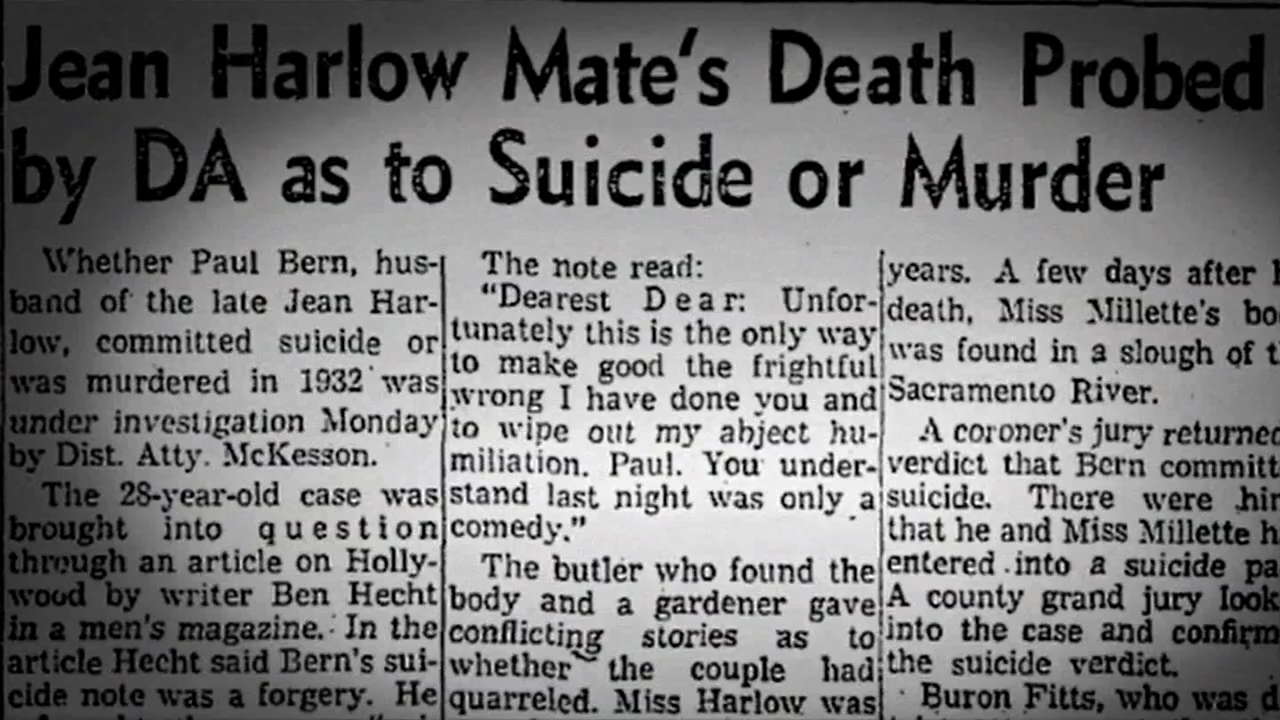 Jean Harlow Mate's Death Probed
by DA as to Suicide or Murder
Whether Paul Bern, hus-
band of the late Jean Har-
low, committed suicide or
was murdered in 1932 was
under investigation Monday
by Dist. Atty. McKesson.
The 28-year-old case was
brought into question
through an article on Holly-
wood by writer Ben Hecht
in a men's magazine. In the
article Hecht said Bern's sui-
cide note was a forgery. He
The note read:
"Dearest Dear: Unfor-
tunately this is the only way
to make good the frightful
wrong I have done you and
to wipe out my abject hu-
miliation. Paul. You under-
stand last night was only a
comedy."
The butler who found the
body and a gardener gave
conflicting stories as to
whether the couple had
quarreled. Miss Harlow was
years. A few days after
death, Miss Millette's bo
was found in a slough of t
Sacramento River.
A coroner's jury returned
verdict that Bern committ
suicide. There were hin
that he and Miss Millette h
entered into a suicide pa
A county grand jury look
into the case and confirm
the suicide verdict.
Buron Fitts, who was d